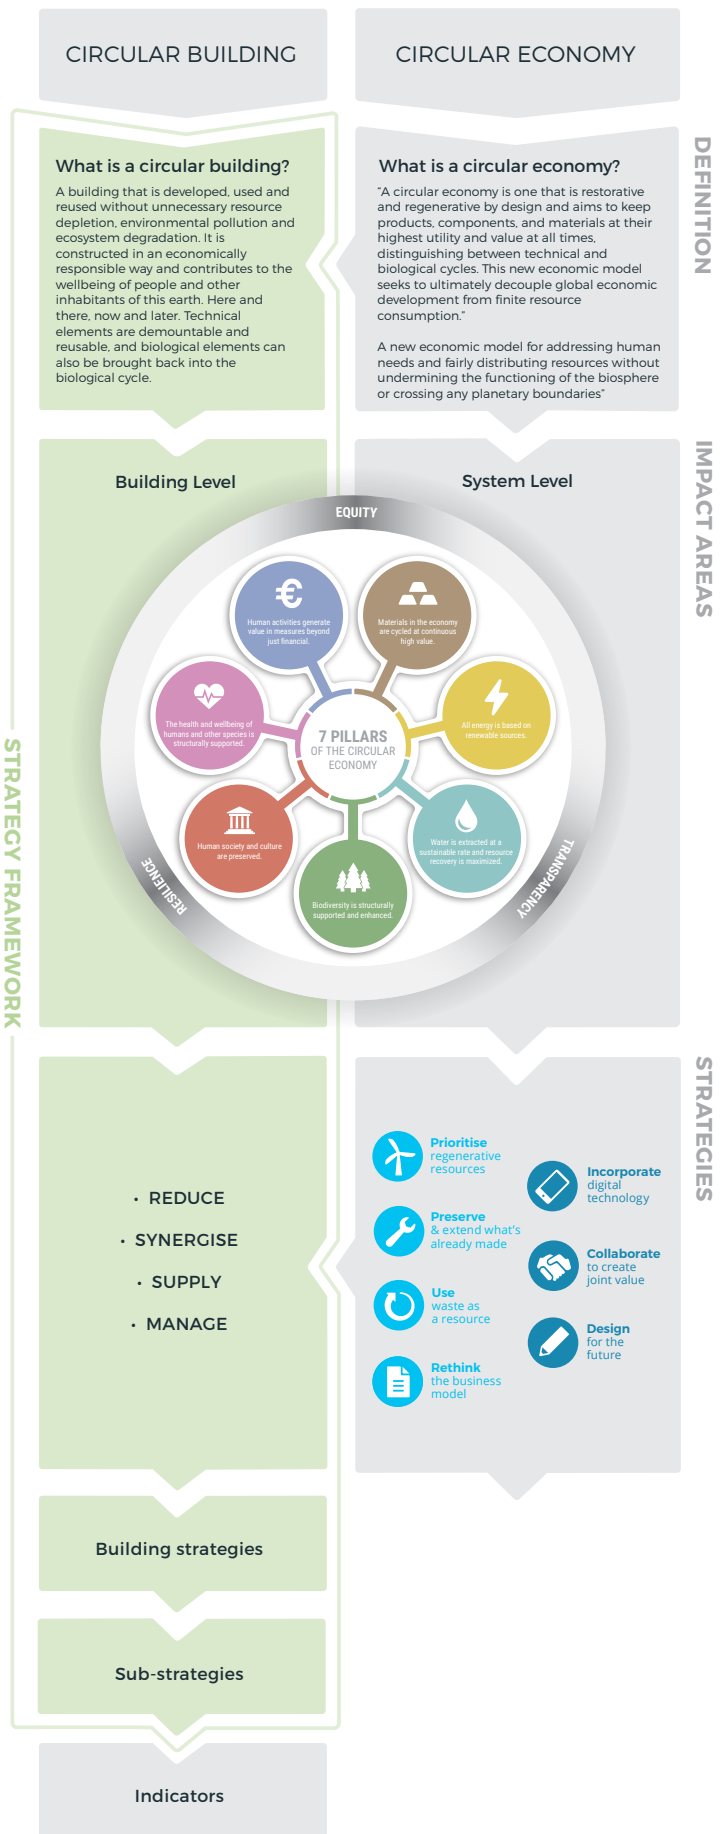 CIRCULAR BUILDING
CIRCULAR ECONOMY
DEFINITION
What is a circular building?
A building that is developed, used and
reused without unnecessary resource
depletion, environmental pollution and
ecosystem degradation. It is
constructed in an economically
responsible way and contributes to the
wellbeing of people and other
inhabitants of this earth. Here and
there, now and later. Technical
elements are demountable and
reusable, and biological elements can
also be brought back into the
biological cycle.
What is a circular economy?
“A circular economy is one that is restorative
and regenerative by design and aims to keep
products, components, and materials at their
highest utility and value at all times,
distinguishing between technical and
biological cycles. This new economic model
seeks to ultimately decouple global economic
development from finite resource
consumption.”
A new economic model for addressing human
needs and fairly distributing resources without
undermining the functioning of the biosphere
or crossing any planetary boundaries”
IMPACT AREAS
Building Level
System Level
EQUITY
€
Human activities generate
value in measures beyond
just financial.
Materials in the economy
are cycled at continuous
high value.
The health and wellbeing of
humans and other species is
structurally supported.
All energy is based on
renewable sources.
7 PILLARS
OF THE CIRCULAR
ECONOMY
Human society and culture
are preserved.
Water is extracted at a
sustainable rate and resource
recovery is maximized.
Biodiversity is structurally
supported and enhanced.
RESILIENCE
TRANSPARENCY
STRATEGY FRAMEWORK
STRATEGIES
• REDUCE
• SYNERGISE
• SUPPLY
• MANAGE
Prioritise
regenerative
resources
Preserve
& extend what's
already made
Use
waste as
a resource
Rethink
the business
model
Incorporate
digital
technology
Collaborate
to create
joint value
Design
for the
future
Building strategies
Sub-strategies
Indicators